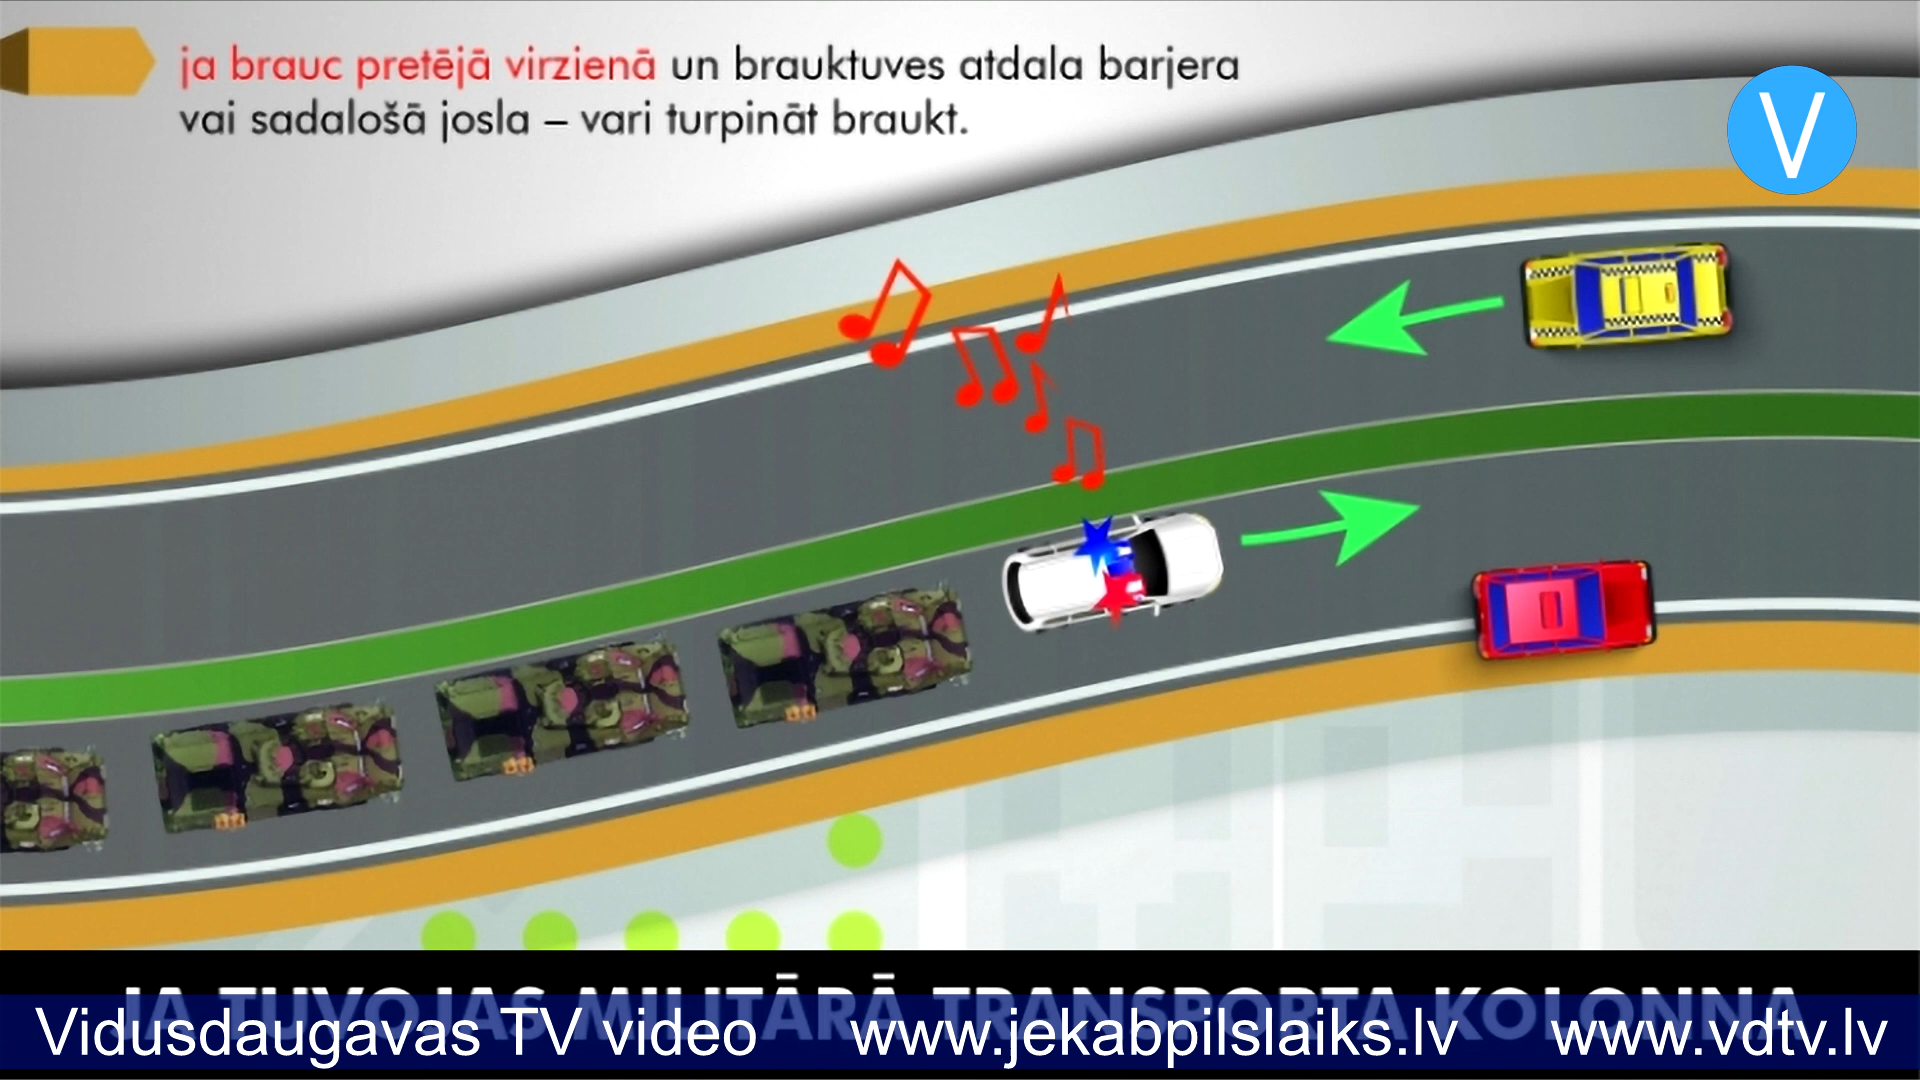 ja brauc pretējā virzienā un brauktuves atdala barjera
vai sadalošā josla – vari turpināt braukt.
V
JA TUVOJAS MILITĀRĀ TRANSPORTA KOLONNA
Vidusdaugavas TV video www.jekabpilslaiks.lv www.vdtv.lv